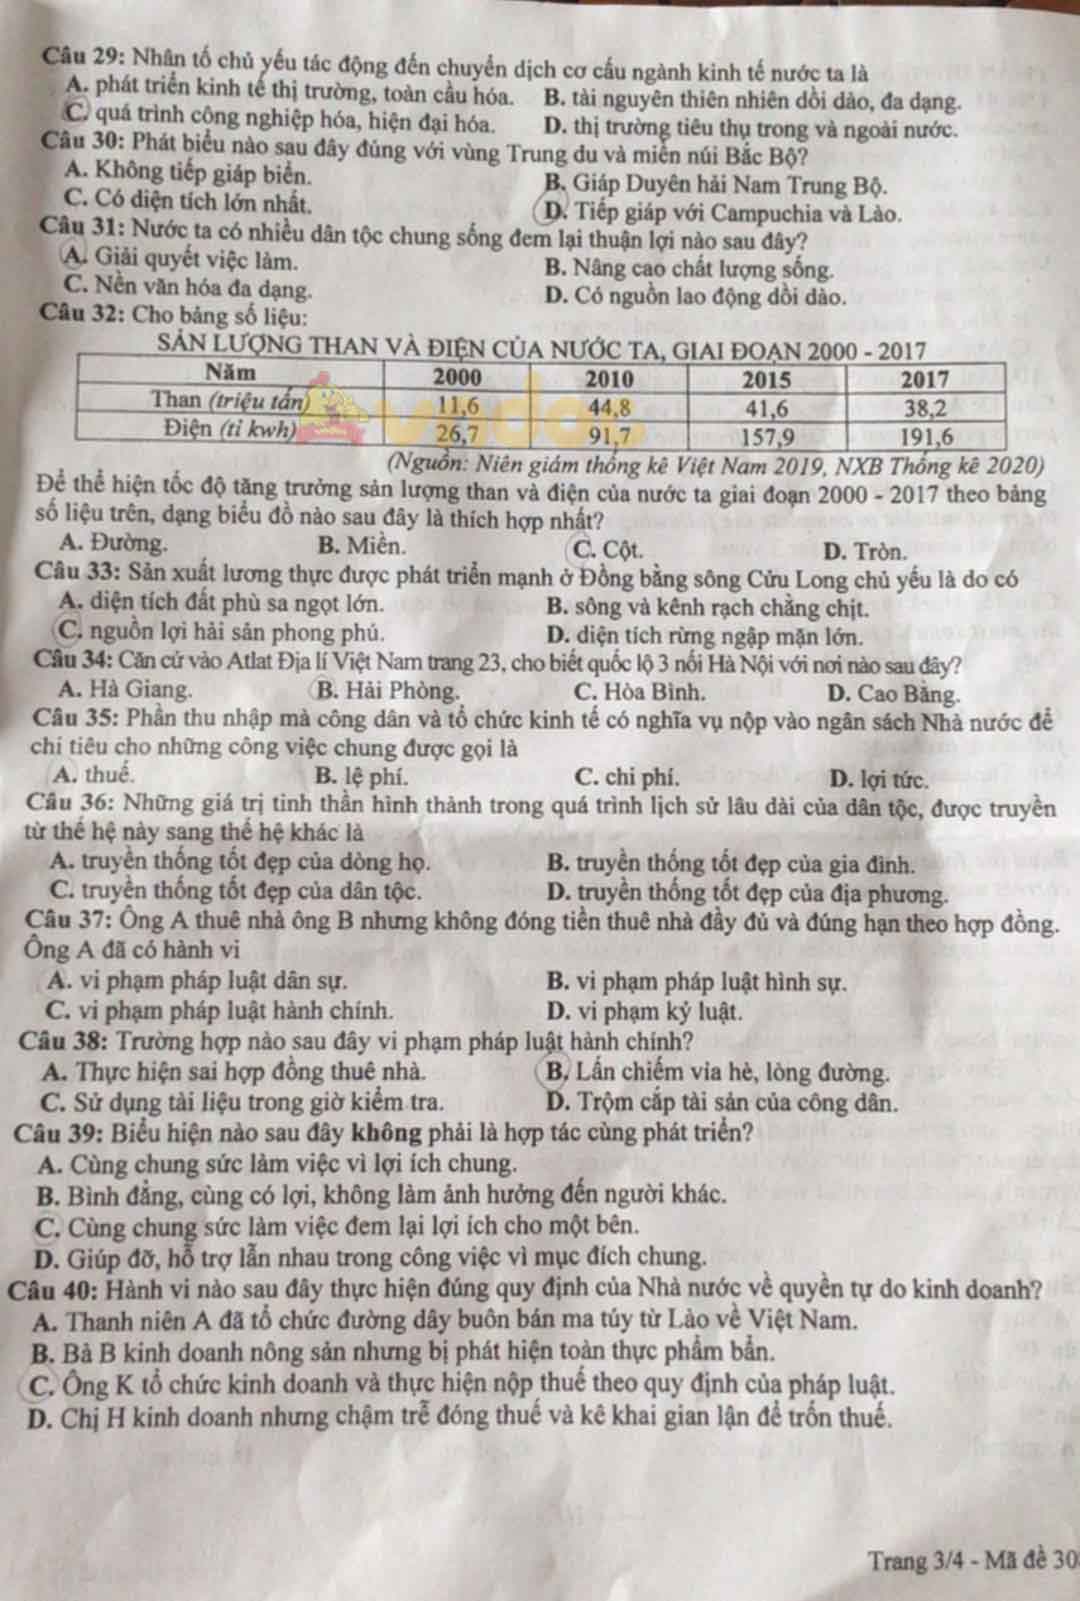 Câu 29: Nhân tố chủ yếu tác động đến chuyển dịch cơ cấu ngành kinh tế nước ta là
A. phát triển kinh tế thị trường, toàn cầu hóa. B. tài nguyên thiên nhiên dồi dào, đa dạng.
C. quá trình công nghiệp hóa, hiện đại hóa. D. thị trường tiêu thụ trong và ngoài nước.
Câu 30: Phát biểu nào sau đây đúng với vùng Trung du và miền núi Bắc Bộ?
A. Không tiếp giáp biển. B. Giáp Duyên hải Nam Trung Bộ.
C. Có diện tích lớn nhất. D. Tiếp giáp với Campuchia và Lào.
Câu 31: Nước ta có nhiều dân tộc chung sống đem lại thuận lợi nào sau đây?
A. Giải quyết việc làm. B. Nâng cao chất lượng sống.
C. Nền văn hóa đa dạng. D. Có nguồn lao động dồi dào.
Câu 32: Cho bảng số liệu:
SẢN LƯỢNG THAN VÀ ĐIỆN CỦA NƯỚC TA, GIAI ĐOẠN 2000 - 2017
Năm 2000 2010 2015 2017
Than (triệu tấn) 11,6 44,8 41,6 38,2
Điện (tỉ kwh) 26,7 91,7 157,9 191,6
(Nguồn: Niên giám thống kê Việt Nam 2019, NXB Thống kê 2020)
Để thể hiện tốc độ tăng trưởng sản lượng than và điện của nước ta giai đoạn 2000 - 2017 theo bảng
số liệu trên, dạng biểu đồ nào sau đây là thích hợp nhất?
A. Đường. B. Miền. C. Cột. D. Tròn.
Câu 33: Sản xuất lương thực được phát triển mạnh ở Đồng bằng sông Cửu Long chủ yếu là do có
A. diện tích đất phù sa ngọt lớn. B. sông và kênh rạch chằng chịt.
C. nguồn lợi hải sản phong phú. D. diện tích rừng ngập mặn lớn.
Câu 34: Căn cứ vào Atlat Địa lí Việt Nam trang 23, cho biết quốc lộ 3 nối Hà Nội với nơi nào sau đây?
A. Hà Giang. B. Hải Phòng. C. Hòa Bình. D. Cao Bằng.
Câu 35: Phần thu nhập mà công dân và tổ chức kinh tế có nghĩa vụ nộp vào ngân sách Nhà nước để
chi tiêu cho những công việc chung được gọi là
A. thuế. B. lệ phí. C. chi phí. D. lợi tức.
Câu 36: Những giá trị tinh thần hình thành trong quá trình lịch sử lâu dài của dân tộc, được truyền
từ thế hệ này sang thế hệ khác là
A. truyền thống tốt đẹp của dòng họ. B. truyền thống tốt đẹp của gia đình.
C. truyền thống tốt đẹp của dân tộc. D. truyền thống tốt đẹp của địa phương.
Câu 37: Ông A thuê nhà ông B nhưng không đóng tiền thuê nhà đầy đủ và đúng hạn theo hợp đồng.
Ông A đã có hành vi
A. vi phạm pháp luật dân sự. B. vi phạm pháp luật hình sự.
C. vi phạm pháp luật hành chính. D. vi phạm kỷ luật.
Câu 38: Trường hợp nào sau đây vi phạm pháp luật hành chính?
A. Thực hiện sai hợp đồng thuê nhà. B. Lấn chiếm vỉa hè, lòng đường.
C. Sử dụng tài liệu trong giờ kiểm tra. D. Trộm cắp tài sản của công dân.
Câu 39: Biểu hiện nào sau đây không phải là hợp tác cùng phát triển?
A. Cùng chung sức làm việc vì lợi ích chung.
B. Bình đẳng, cùng có lợi, không làm ảnh hưởng đến người khác.
C. Cùng chung sức làm việc đem lại lợi ích cho một bên.
D. Giúp đỡ, hỗ trợ lẫn nhau trong công việc vì mục đích chung.
Câu 40: Hành vi nào sau đây thực hiện đúng quy định của Nhà nước về quyền tự do kinh doanh?
A. Thanh niên A đã tổ chức đường dây buôn bán ma túy từ Lào về Việt Nam.
B. Bà B kinh doanh nông sản nhưng bị phát hiện toàn thực phẩm bẩn.
C. Ông K tổ chức kinh doanh và thực hiện nộp thuế theo quy định của pháp luật.
D. Chị H kinh doanh nhưng chậm trễ đóng thuế và kê khai gian lận để trốn thuế.
Trang 3/4 - Mã đề 30